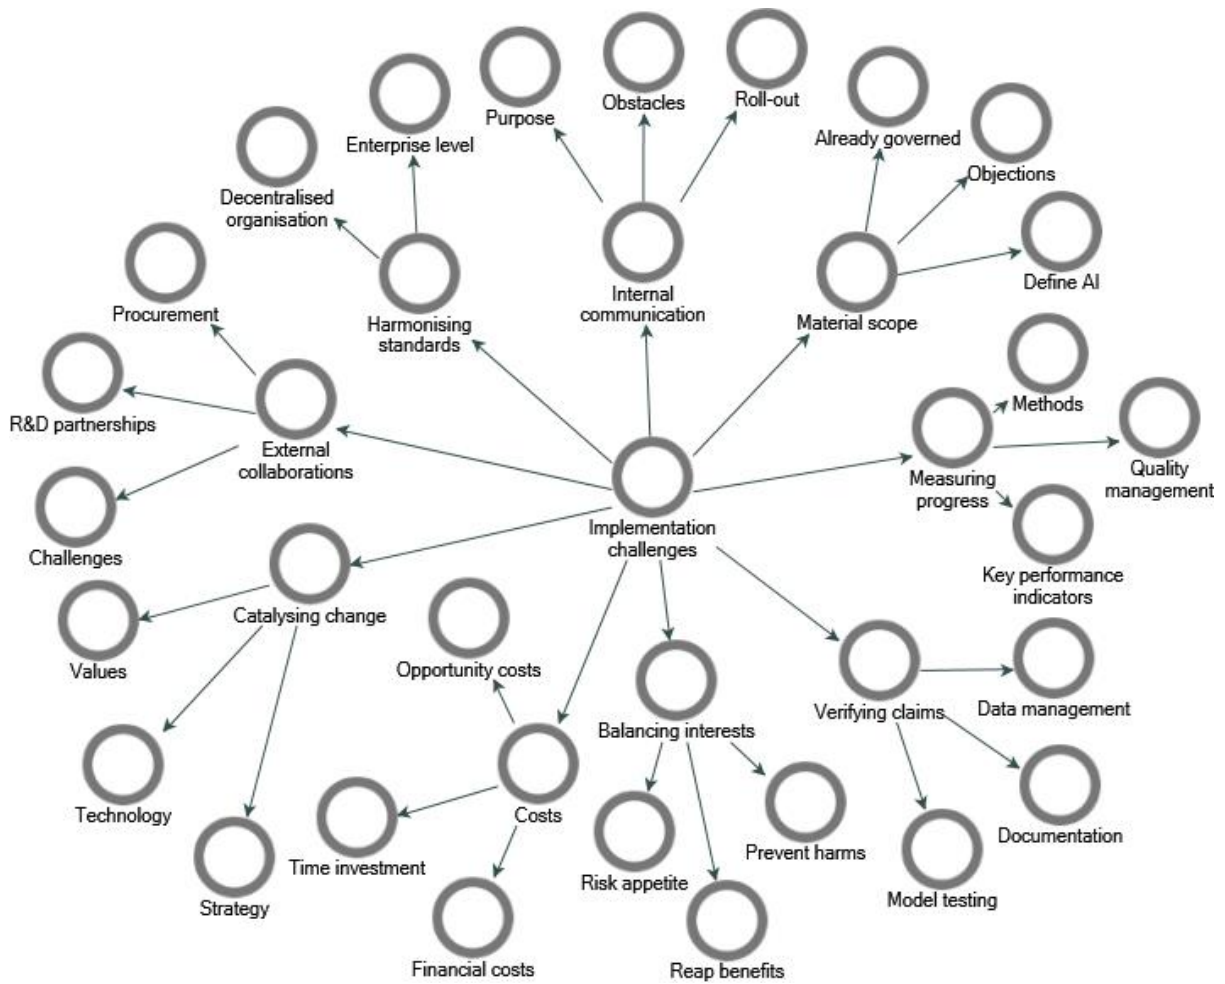 Purpose
Obstacles
Roll-out
Enterprise level
Already governed
Objections
Decentralised
organisation
Define AI
Procurement
Harmonising
standards
Internal
communication
Material scope
R&D partnerships
External
collaborations
Methods
Measuring
progress
Quality
management
Challenges
Implementation
challenges
Key performance
indicators
Catalysing change
Values
Opportunity costs
Balancing interests
Verifying claims
Data management
Technology
Costs
Documentation
Time investment
Strategy
Risk appetite
Prevent harms
Model testing
Financial costs
Reap benefits